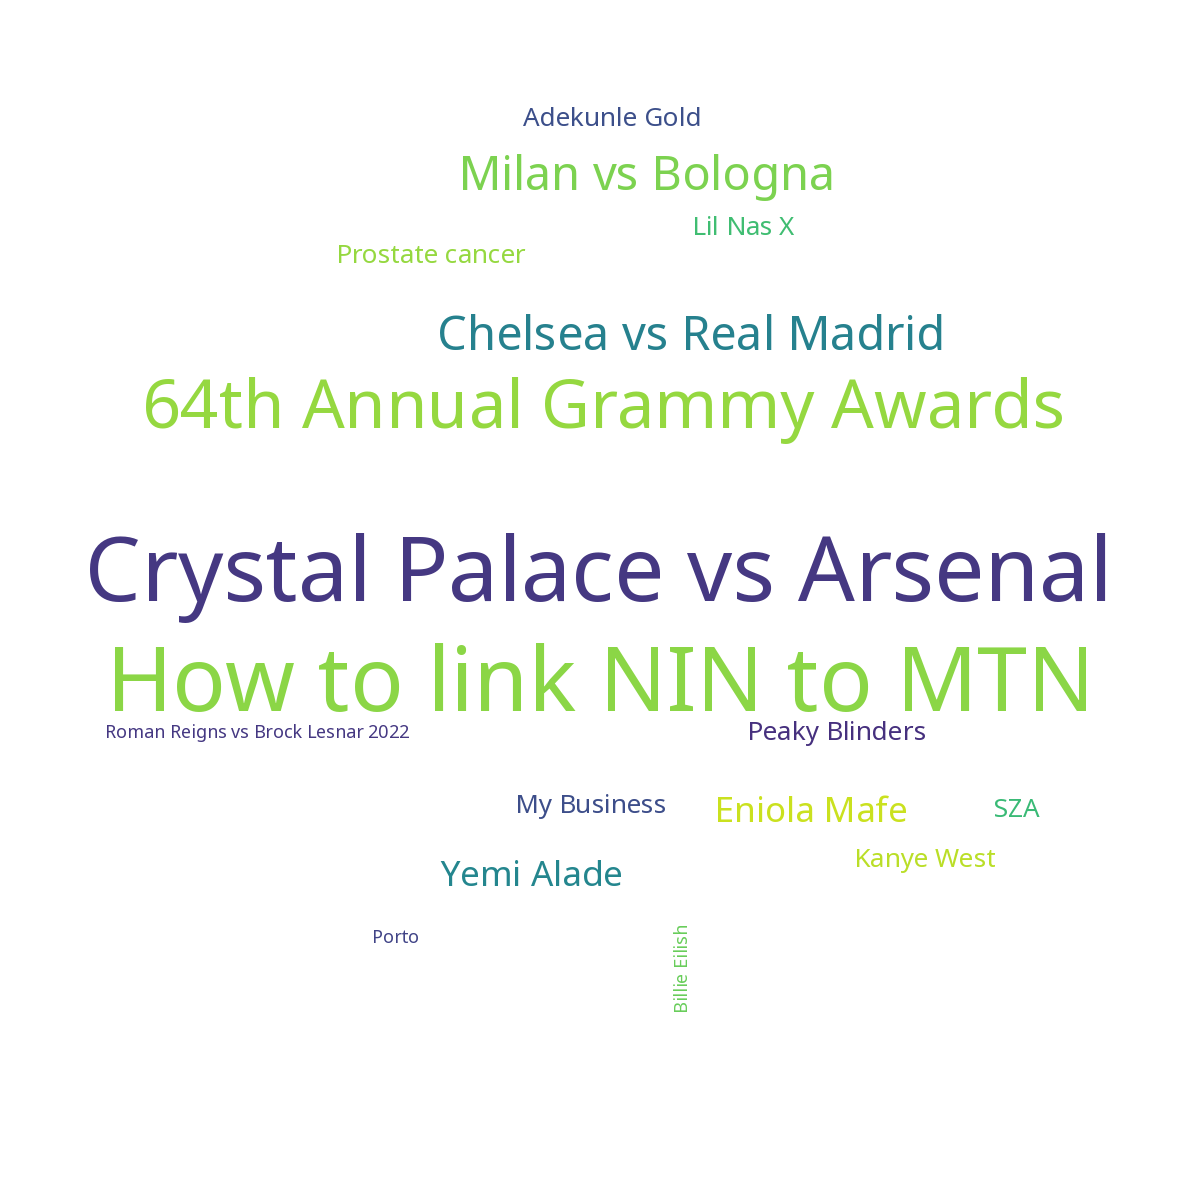 Adekunle Gold
Milan vs Bologna
Lil Nas X
Prostate cancer
Chelsea vs Real Madrid
64th Annual Grammy Awards
Crystal Palace vs Arsenal
How to link NIN to MTN
Roman Reigns vs Brock Lesnar 2022
Peaky Blinders
My Business
Eniola Mafe
SZA
Kanye West
Yemi Alade
Porto
Billie Eilish